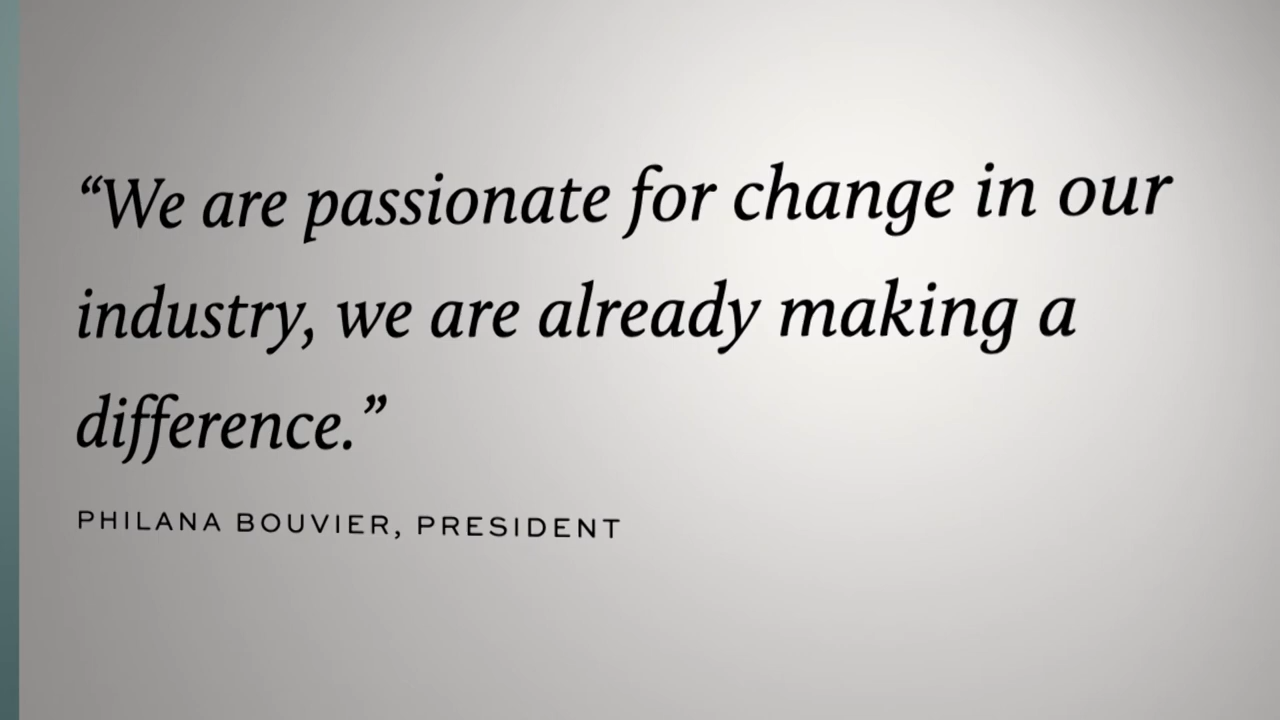 “We are passionate for change in our
industry, we are already making a
difference.”
PHILANA BOUVIER, PRESIDENT